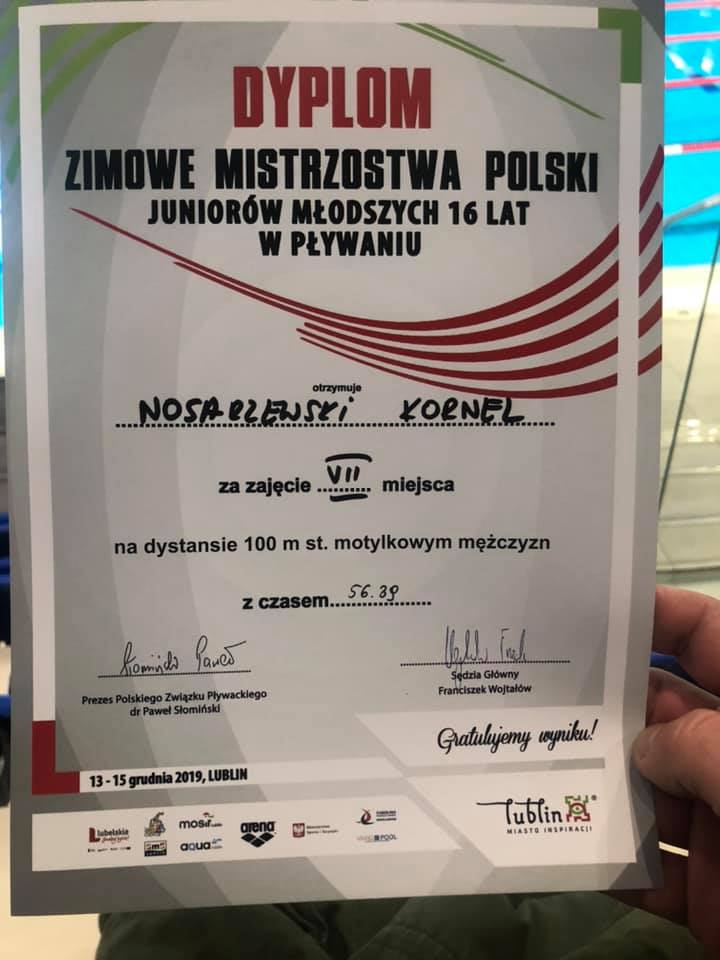 DYPLOM
ZIMOWE MISTRZOSTWA POLSKI
JUNIORÓW MŁODSZYCH 16 LAT
W PŁYWANIU
otrzymuje
NOSARZEWSKI KORNEL
za zajęcie VII miejsca
na dystansie 100 m st. motylkowym mężczyzn
z czasem 56.39
Prezes Polskiego Związku Pływackiego
dr Paweł Słomiński
Sędzia Główny
Franciszek Wojtałów
Gratulujemy wyniku!
13 - 15 grudnia 2019, LUBLIN
Lubelskie
mosir
aqua
arena
Lublin
MIASTO INSPIRACJI